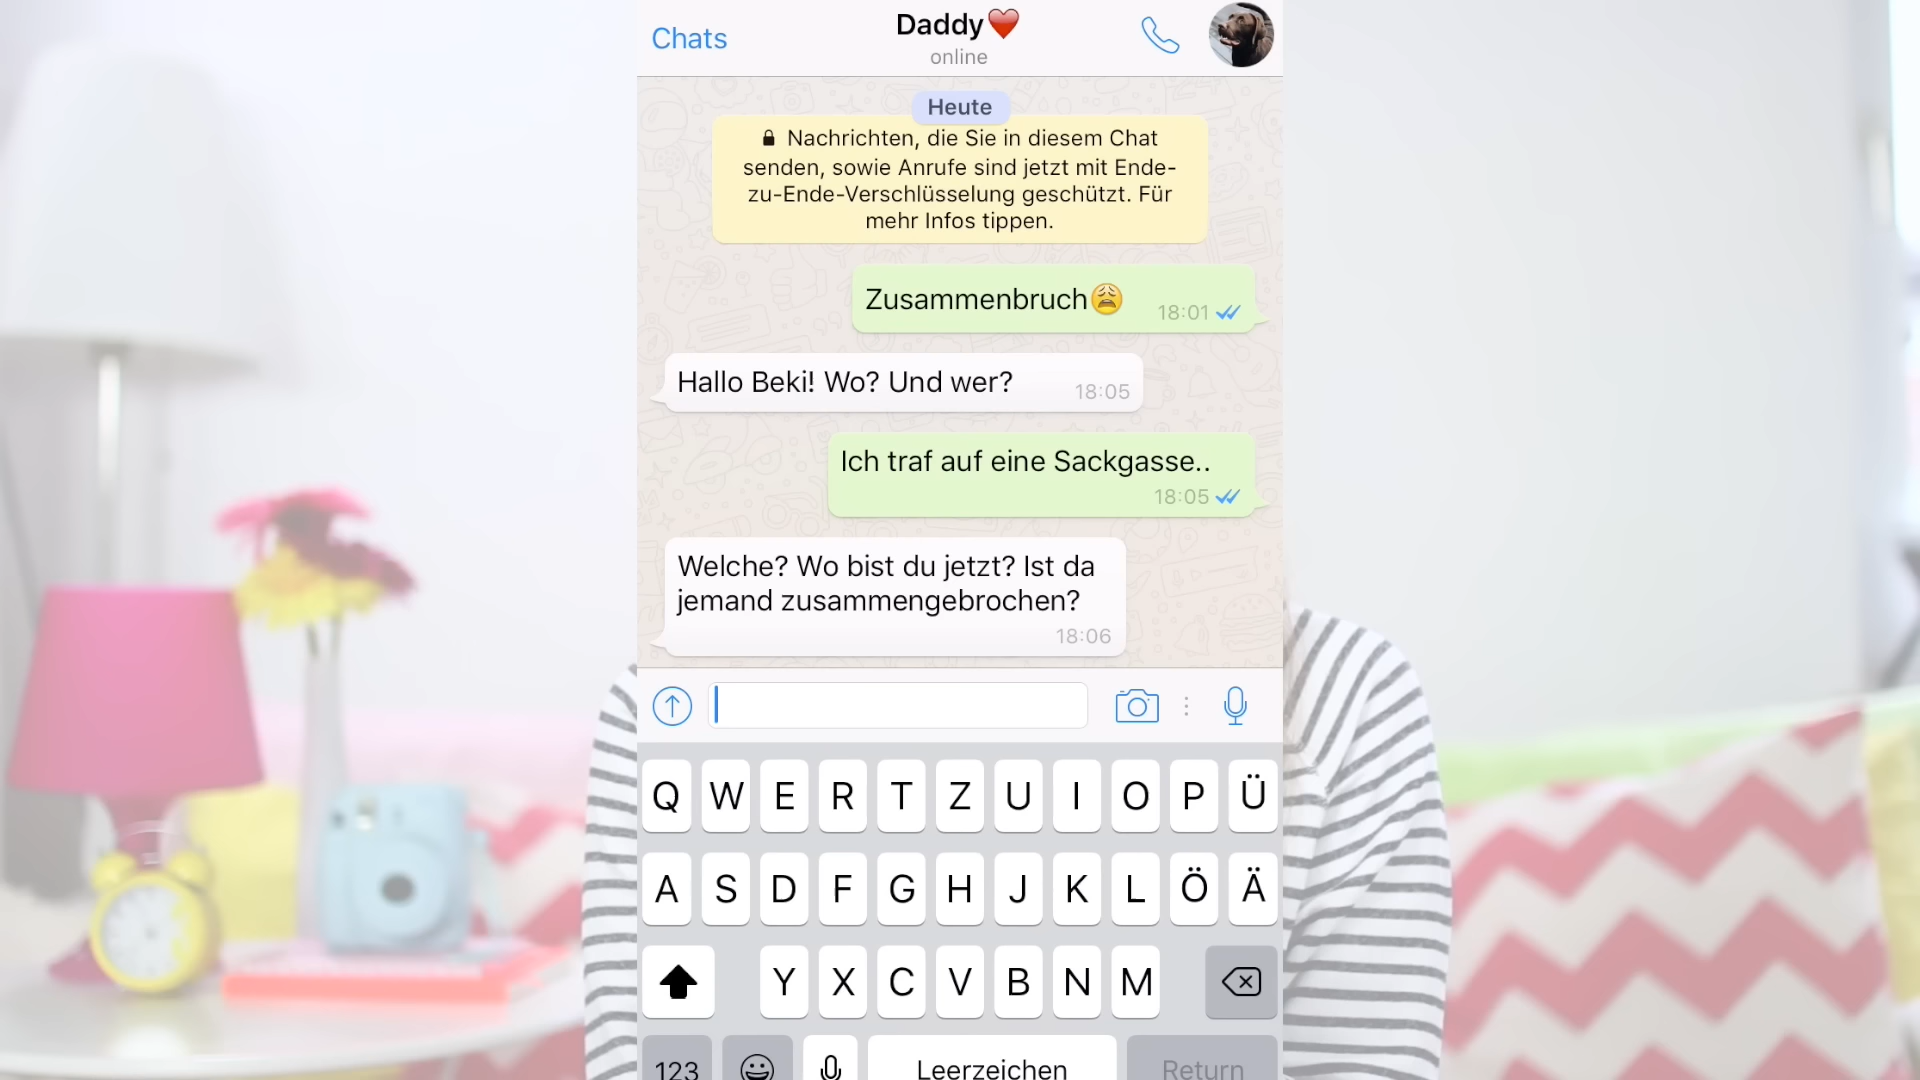 Chats
Daddy❤️
online
Heute
🔒 Nachrichten, die Sie in diesem Chat
senden, sowie Anrufe sind jetzt mit Ende-
zu-Ende-Verschlüsselung geschützt. Für
mehr Infos tippen.
Zusammenbruch😩 18:01
Hallo Beki! Wo? Und wer? 18:05
Ich traf auf eine Sackgasse..
18:05
Welche? Wo bist du jetzt? Ist da
jemand zusammengebrochen?
18:06
Q W E R T Z U I O P Ü
A S D F G H J K L Ö Ä
Y X C V B N M
123 Leerzeichen Return